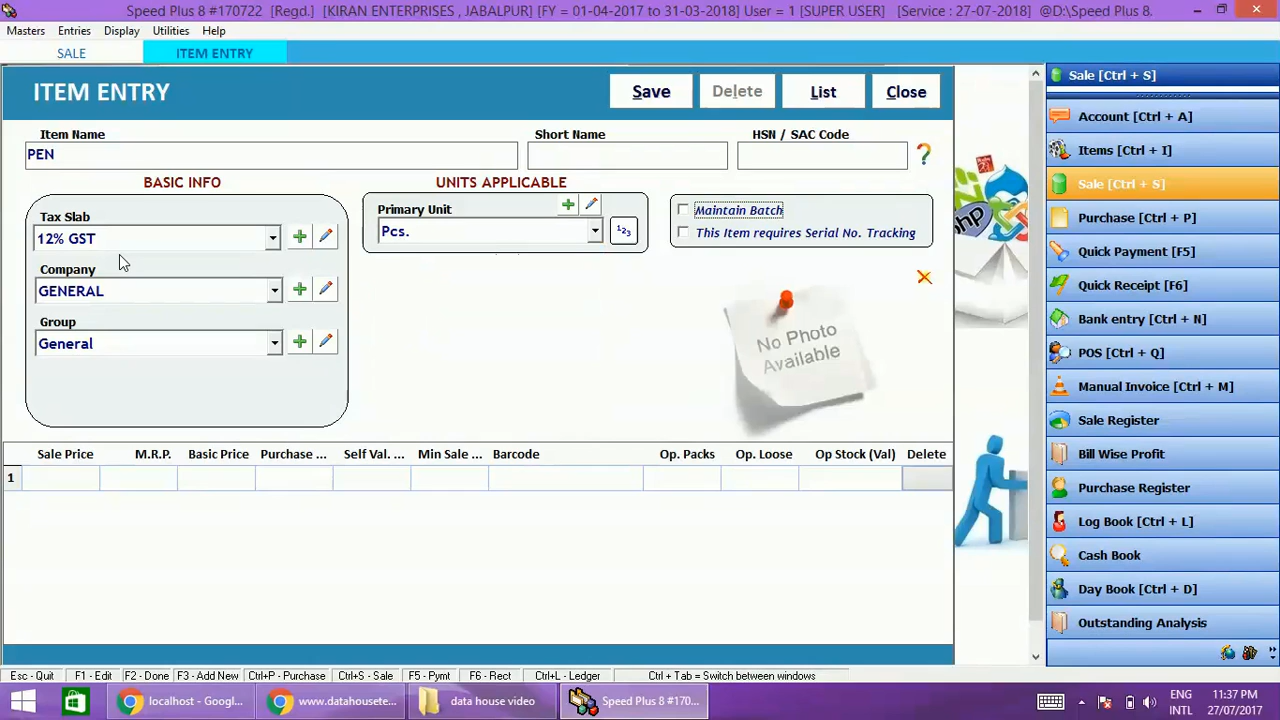 Speed Plus 8 #170722 [Regd.] [KIRAN ENTERPRISES , JABALPUR] [FY = 01-04-2017 to 31-03-2018] User = 1 [SUPER USER] [Service : 27-07-2018] @D:\Speed Plus 8.
Masters Entries Display Utilities Help
SALE ITEM ENTRY
Sale [Ctrl + S]
ITEM ENTRY
Save Delete List Close
Account [Ctrl + A]
Items [Ctrl + I]
Sale [Ctrl + S]
Purchase [Ctrl + P]
Quick Payment [F5]
Quick Receipt [F6]
Bank entry [Ctrl + N]
POS [Ctrl + Q]
Manual Invoice [Ctrl + M]
Sale Register
Bill Wise Profit
Purchase Register
Log Book [Ctrl + L]
Cash Book
Day Book [Ctrl + D]
Outstanding Analysis
Item Name Short Name HSN / SAC Code
PEN ?
BASIC INFO UNITS APPLICABLE
Tax Slab
12% GST
Company
GENERAL
Group
General
Primary Unit
Pcs. 123
Maintain Batch
This Item requires Serial No. Tracking
No Photo
Available
php
Sale Price M.R.P. Basic Price Purchase ... Self Val. ... Min Sale ... Barcode Op. Packs Op. Loose Op Stock (Val) Delete
1
Esc - Quit F1 - Edit F2 - Done F3 - Add New Ctrl+P - Purchase Ctrl+S - Sale F5 - Pymt F6 - Rect Ctrl+L - Ledger Ctrl + Tab = Switch between windows
localhost - Googl... www.datahousete... data house video Speed Plus 8 #170...
ENG
INTL
11:37 PM
27/07/2017